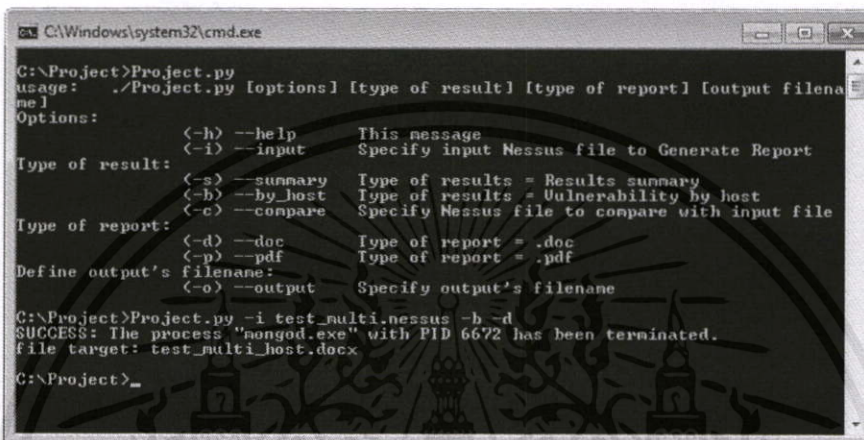 C:\Windows\system32\cmd.exe
C:\Project>Project.py
usage: ./Project.py [options] [type of result] [type of report] [output filena
me]
Options:
(-h) --help This message
(-i) --input Specify input Nessus file to Generate Report
Type of result:
(-s) --summary Type of results = Results summary
(-b) --by_host Type of results = Vulnerability by host
(-c) --compare Specify Nessus file to compare with input file
Type of report:
(-d) --doc Type of report = .doc
(-p) --pdf Type of report = .pdf
Define output's filename:
(-o) --output Specify output's filename
C:\Project>Project.py -i test_multi.nessus -b -d
SUCCESS: The process "mongod.exe" with PID 6672 has been terminated.
file target: test_multi_host.docx
C:\Project>_